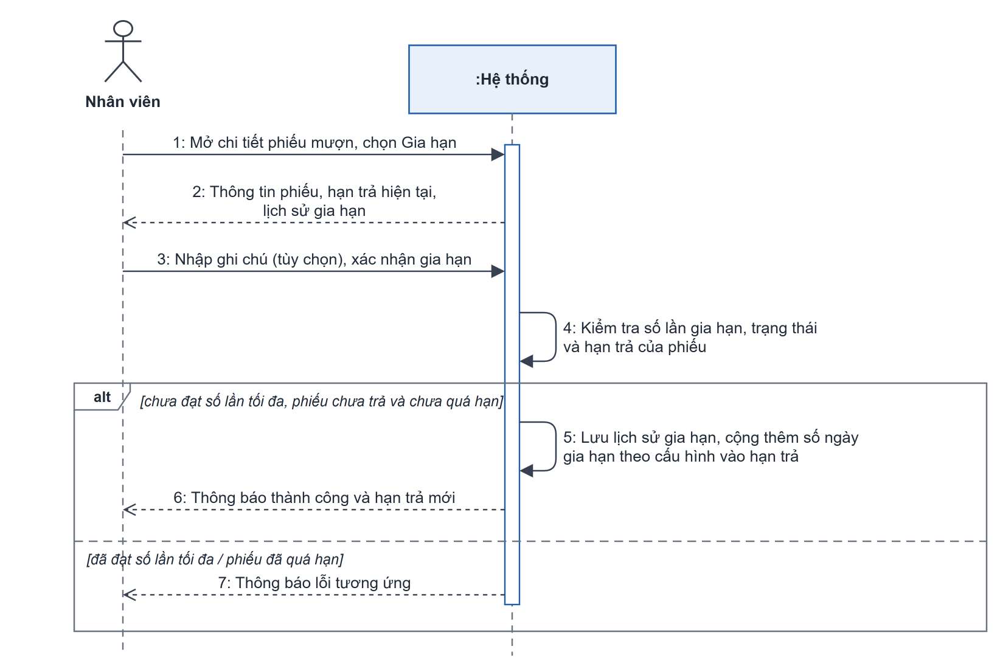 Nhân viên
:Hệ thống
1: Mở chi tiết phiếu mượn, chọn Gia hạn
2: Thông tin phiếu, hạn trả hiện tại,
lịch sử gia hạn
3: Nhập ghi chú (tùy chọn), xác nhận gia hạn
4: Kiểm tra số lần gia hạn, trạng thái
và hạn trả của phiếu
alt
[chưa đạt số lần tối đa, phiếu chưa trả và chưa quá hạn]
5: Lưu lịch sử gia hạn, cộng thêm số ngày
gia hạn theo cấu hình vào hạn trả
6: Thông báo thành công và hạn trả mới
[đã đạt số lần tối đa / phiếu đã quá hạn]
7: Thông báo lỗi tương ứng